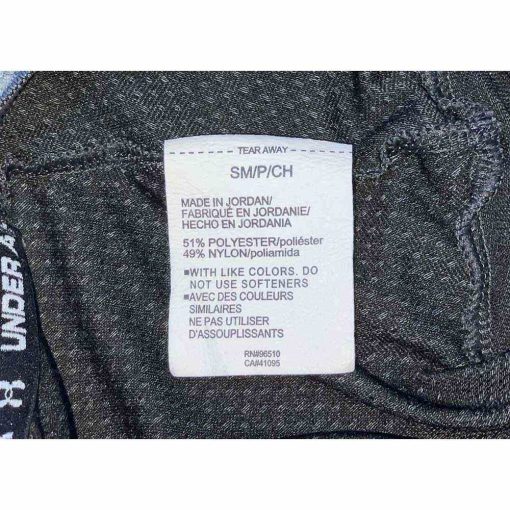 TEAR AWAY
SM/P/CH
MADE IN JORDAN/
FABRIQUÉ EN JORDANIE/
HECHO EN JORDANIA
51% POLYESTER/poliéster
49% NYLON/poliamida
■WITH LIKE COLORS. DO
NOT USE SOFTENERS
■AVEC DES COULEURS
SIMILAIRES
NE PAS UTILISER
D'ASSOUPLISSANTS
RN#96510
CA#41095
UNDER A